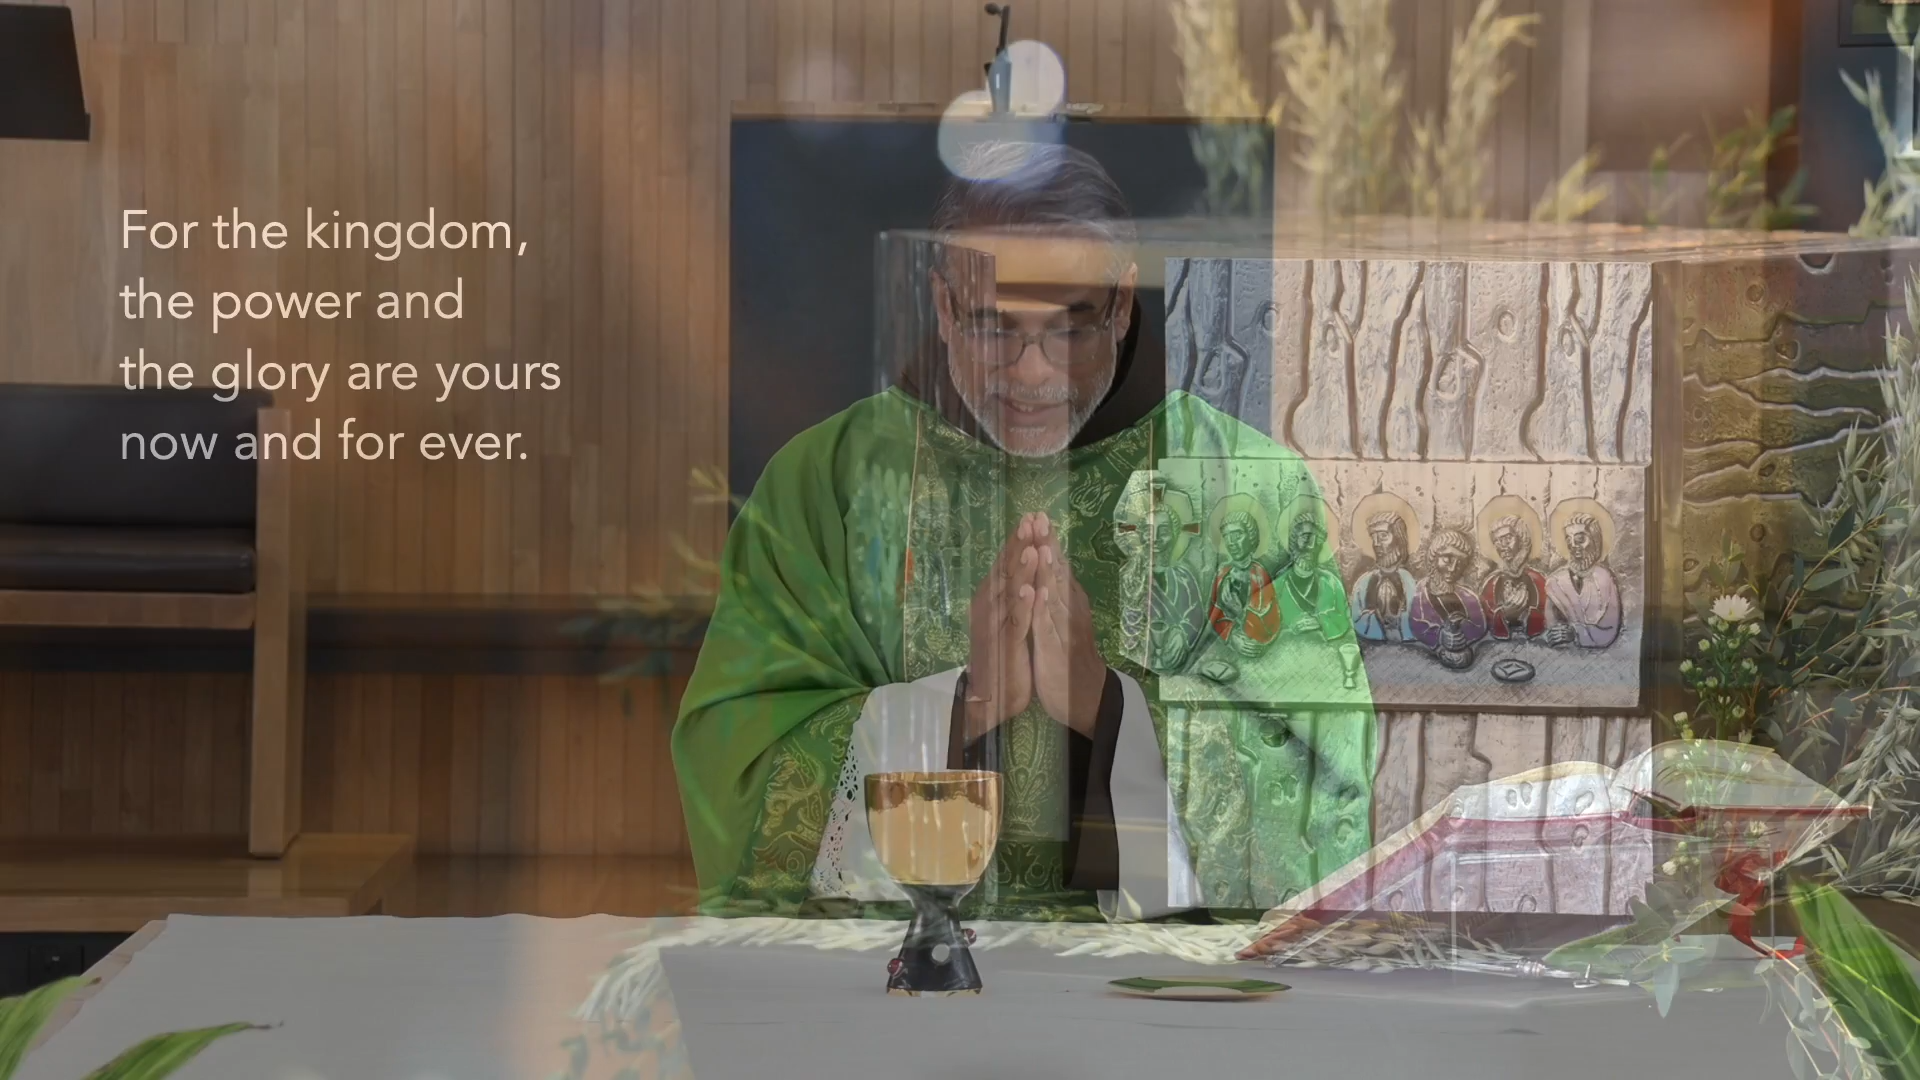 For the kingdom,
the power and
the glory are yours
now and for ever.